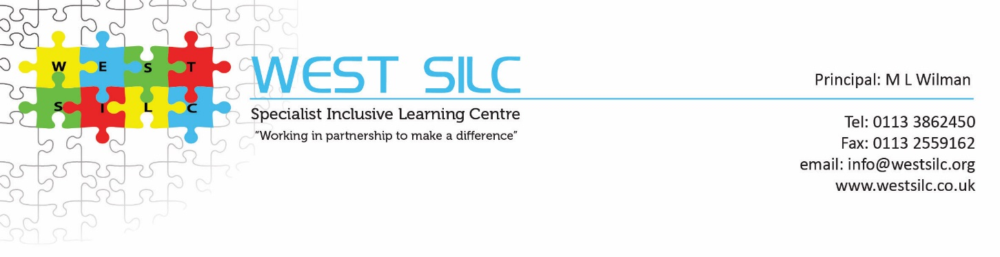 W E S T
S I L C
WEST SILC
Specialist Inclusive Learning Centre
“Working in partnership to make a difference”
Principal: M L Wilman
Tel: 0113 3862450
Fax: 0113 2559162
email: info@westsilc.org
www.westsilc.co.uk